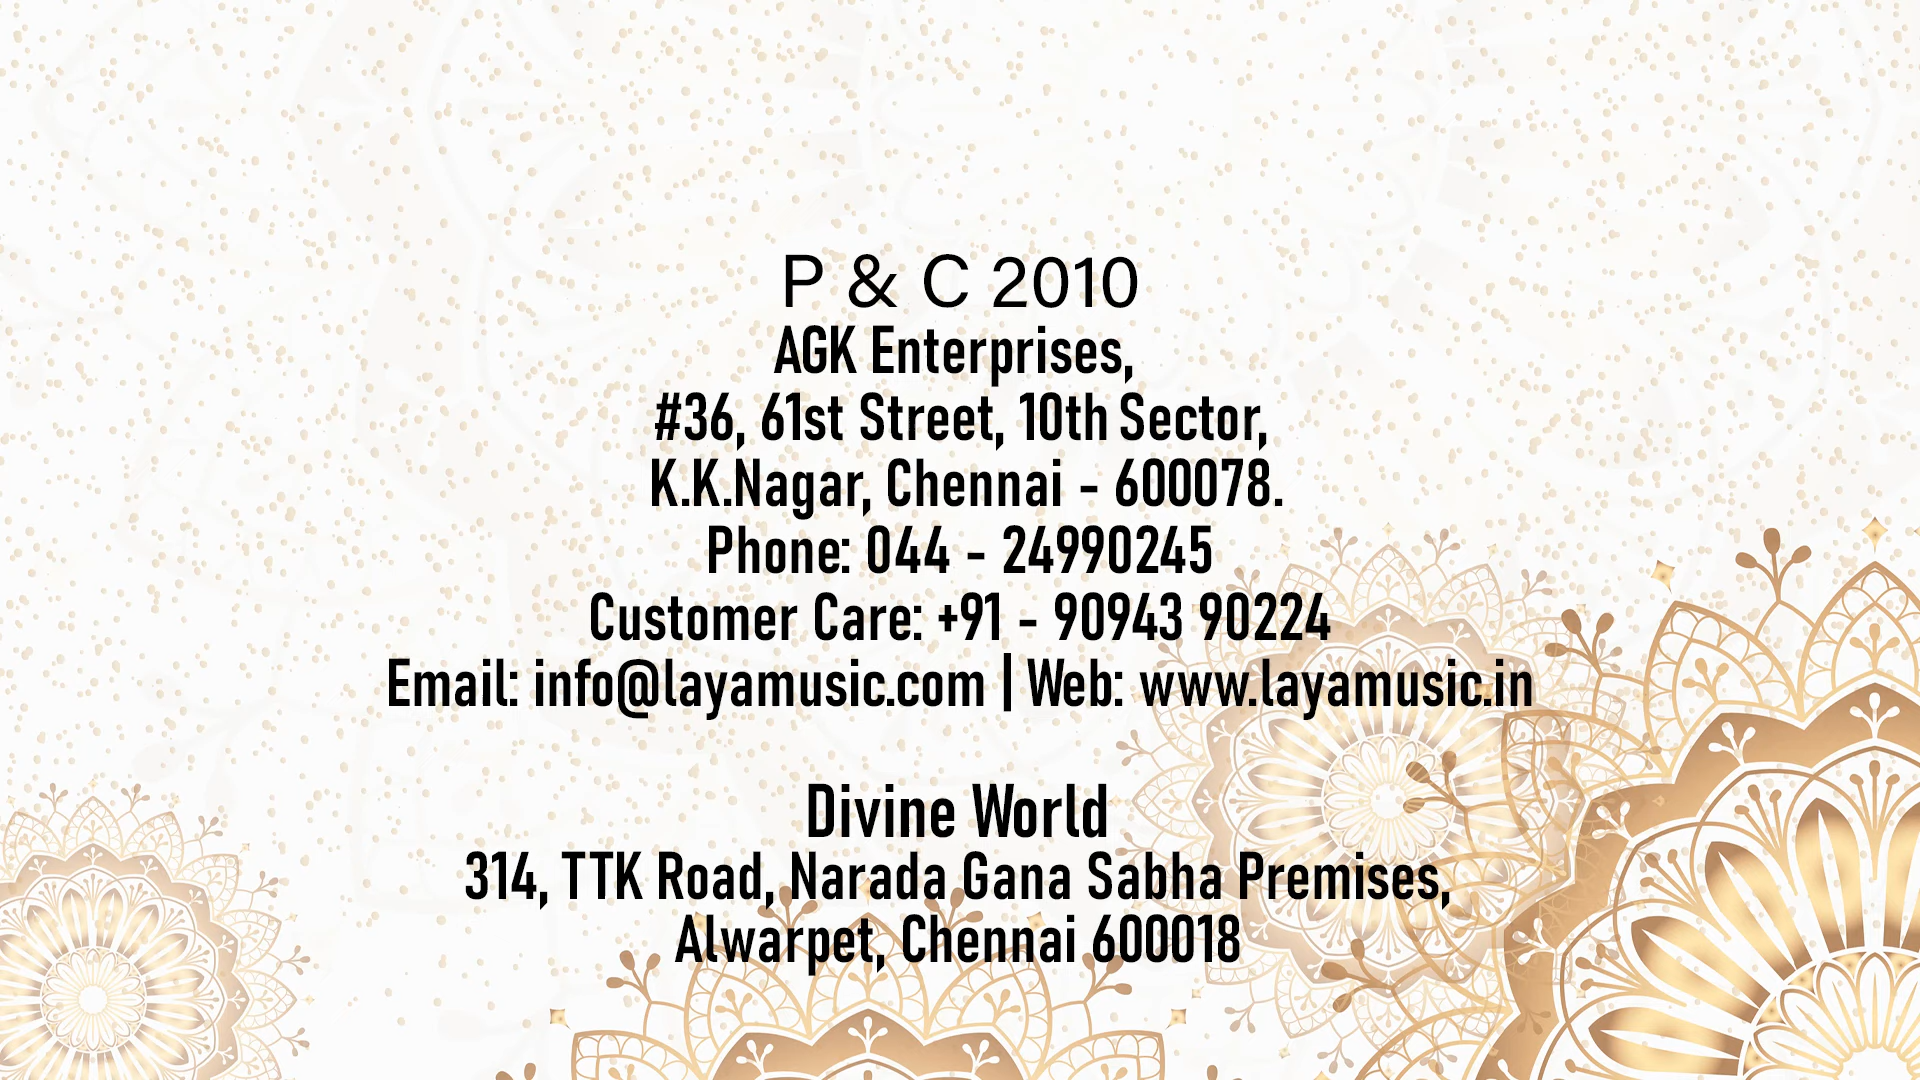 P & C 2010
AGK Enterprises,
#36, 61st Street, 10th Sector,
K.K.Nagar, Chennai - 600078.
Phone: 044 - 24990245
Customer Care: +91 - 90943 90224
Email: info@layamusic.com | Web: www.layamusic.in
Divine World
314, TTK Road, Narada Gana Sabha Premises,
Alwarpet, Chennai 600018